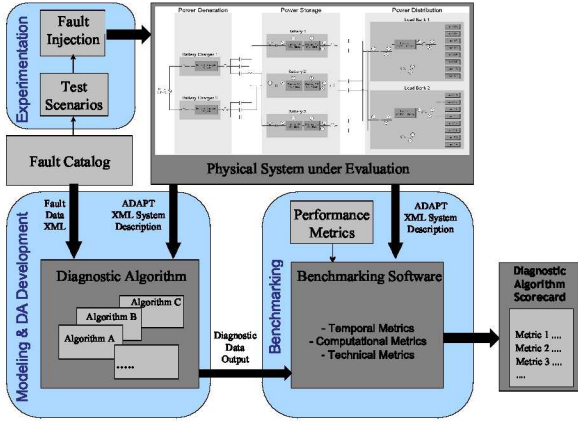 Experimentation
Fault
Injection
Test
Scenarios
Fault Catalog
Power Generation
Power Storage
Power Distribution
Battery Charger 1
Battery Charger 2
Battery 1
Battery 2
Battery 3
Load Bank 1
Load Bank 2
Physical System under Evaluation
Fault
Data
XML
ADAPT
XML System
Description
Modeling & DA Development
Diagnostic Algorithm
Algorithm C
Algorithm B
Algorithm A
.....
Diagnostic
Data
Output
Benchmarking
Performance
Metrics
ADAPT
XML System
Description
Benchmarking Software
- Temporal Metrics
- Computational Metrics
- Technical Metrics
Diagnostic
Algorithm
Scorecard
Metric 1 ....
Metric 2 ....
Metric 3 ....
....